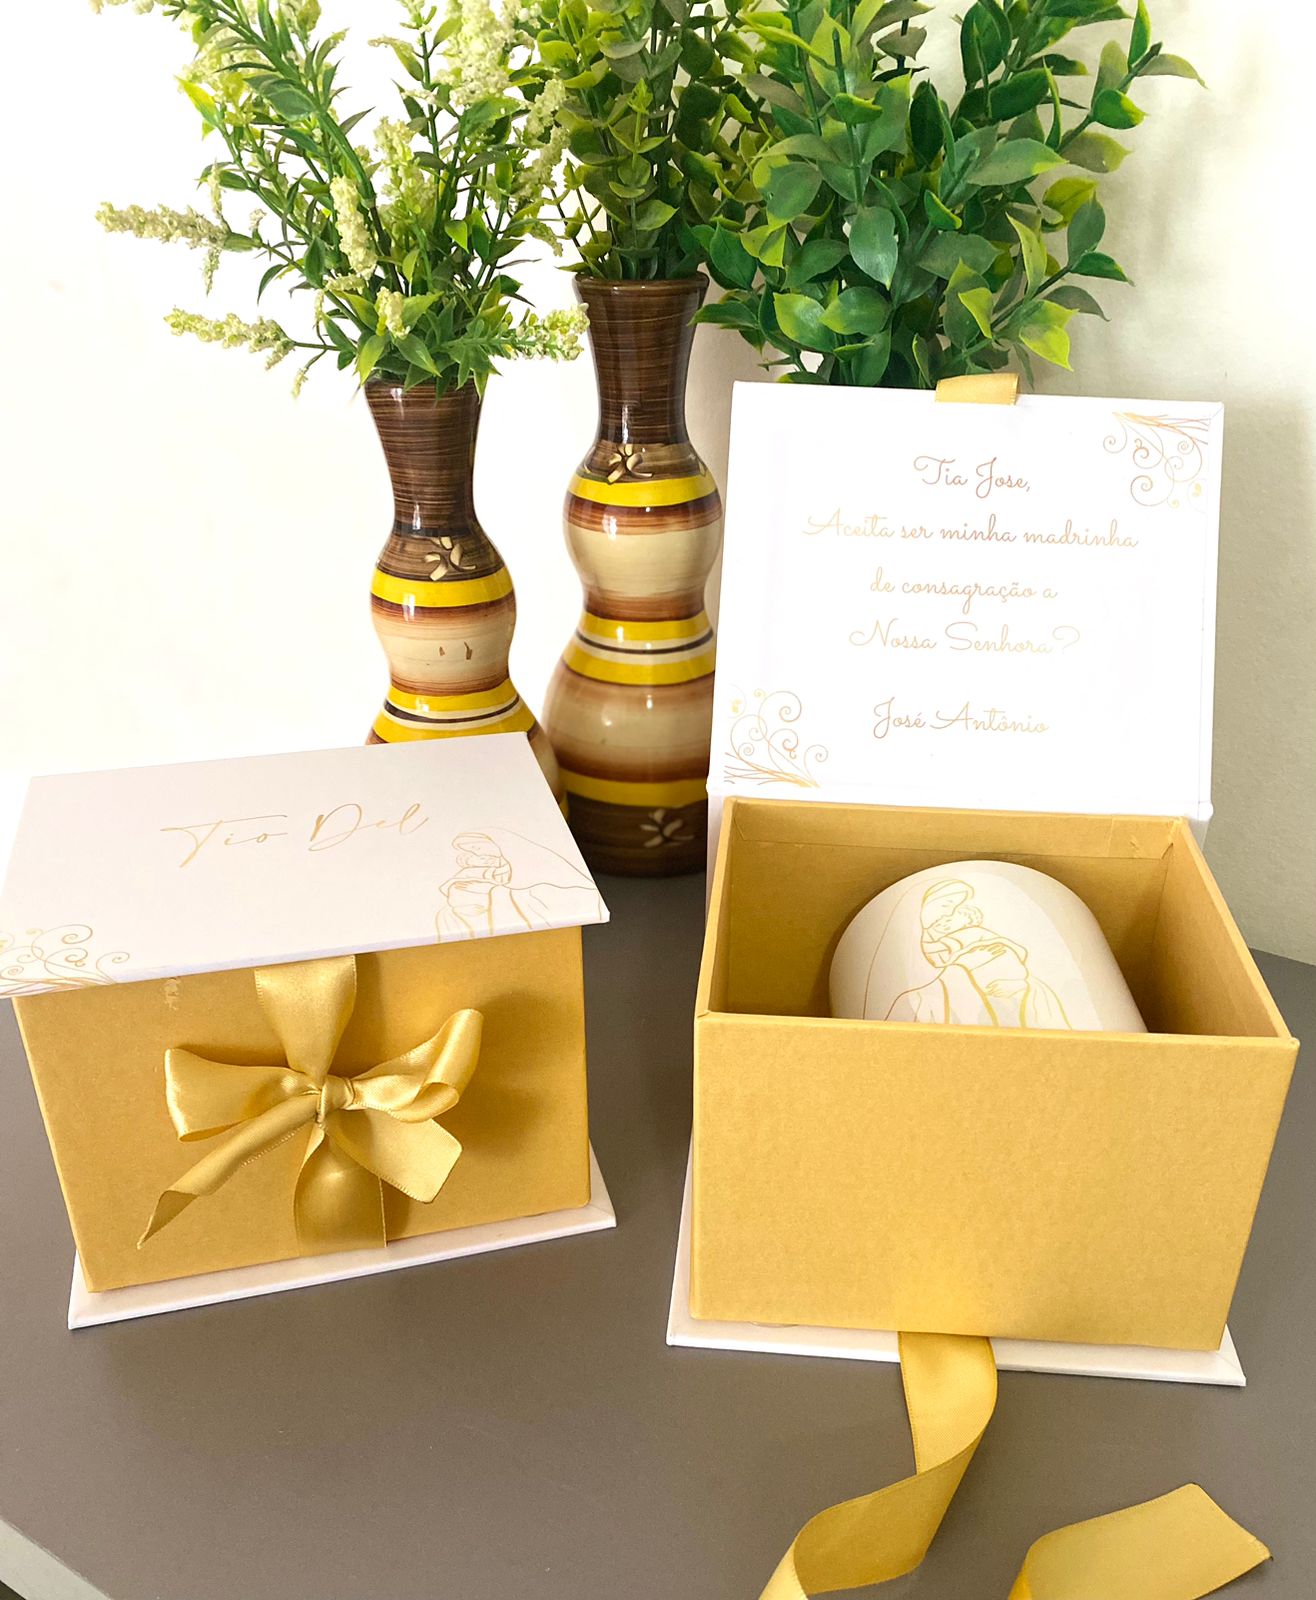 Tia Jose,
Aceita ser minha madrinha
de consagração a
Nossa Senhora?
José Antônio
Tio Del